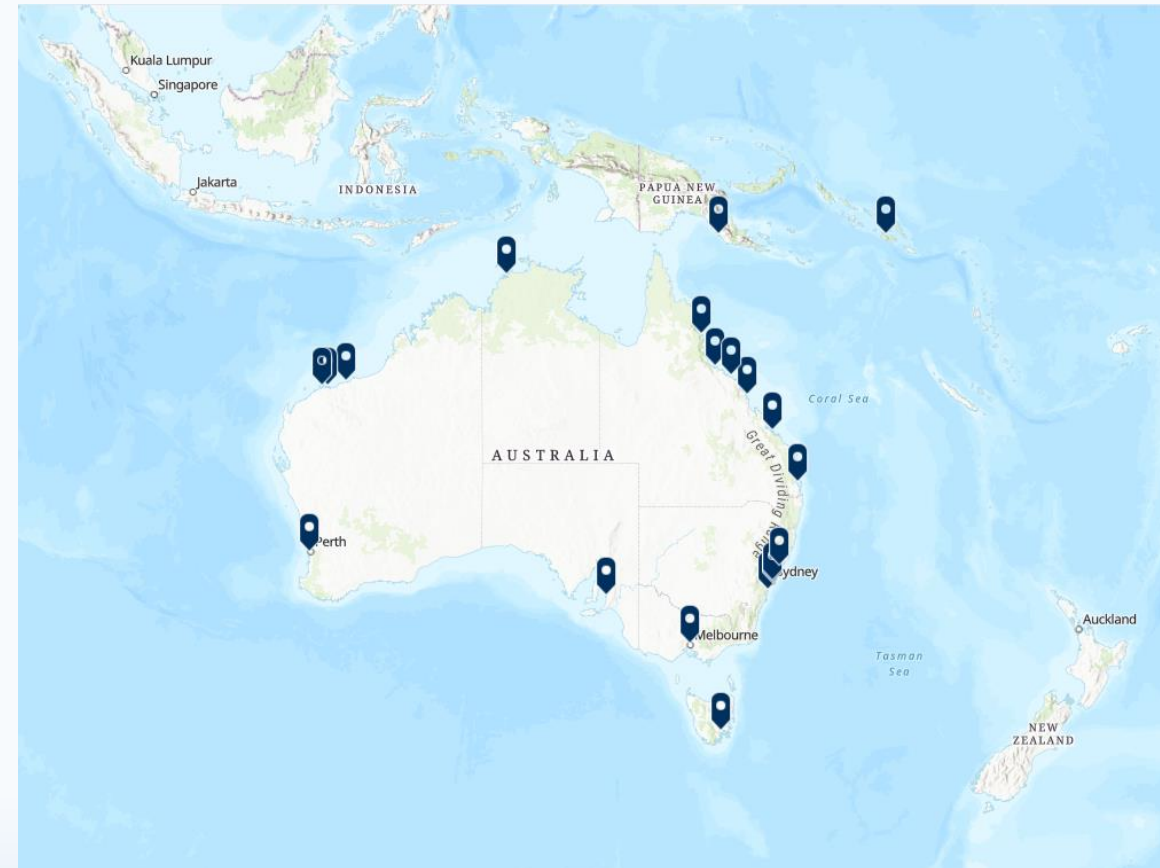 Kuala Lumpur
Singapore
Jakarta
INDONESIA
PAPUA NEW
GUINEA
Coral Sea
AUSTRALIA
Great Dividing Range
Perth
Sydney
Melbourne
Auckland
Tasman
Sea
NEW
ZEALAND